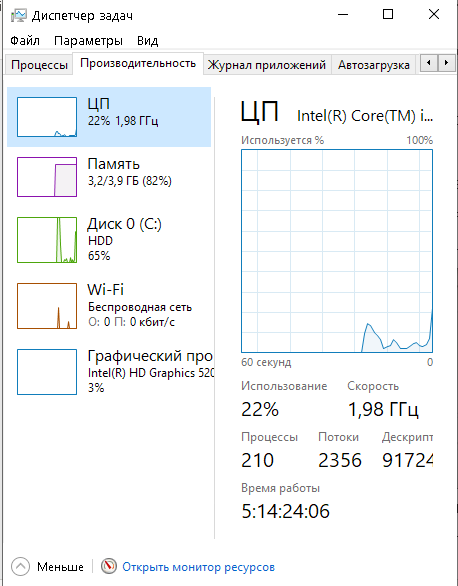 Диспетчер задач
Файл Параметры Вид
Процессы Производительность Журнал приложений Автозагрузка
ЦП
22% 1,98 ГГц
Память
3,2/3,9 ГБ (82%)
Диск 0 (C:)
HDD
65%
Wi-Fi
Беспроводная сеть
О: 0 П: 0 кбит/с
Графический про
Intel(R) HD Graphics 520
3%
ЦП Intel(R) Core(TM) i...
Используется % 100%
60 секунд 0
Использование Скорость
22% 1,98 ГГц
Процессы Потоки Дескрипт
210 2356 91724
Время работы
5:14:24:06
Меньше Открыть монитор ресурсов